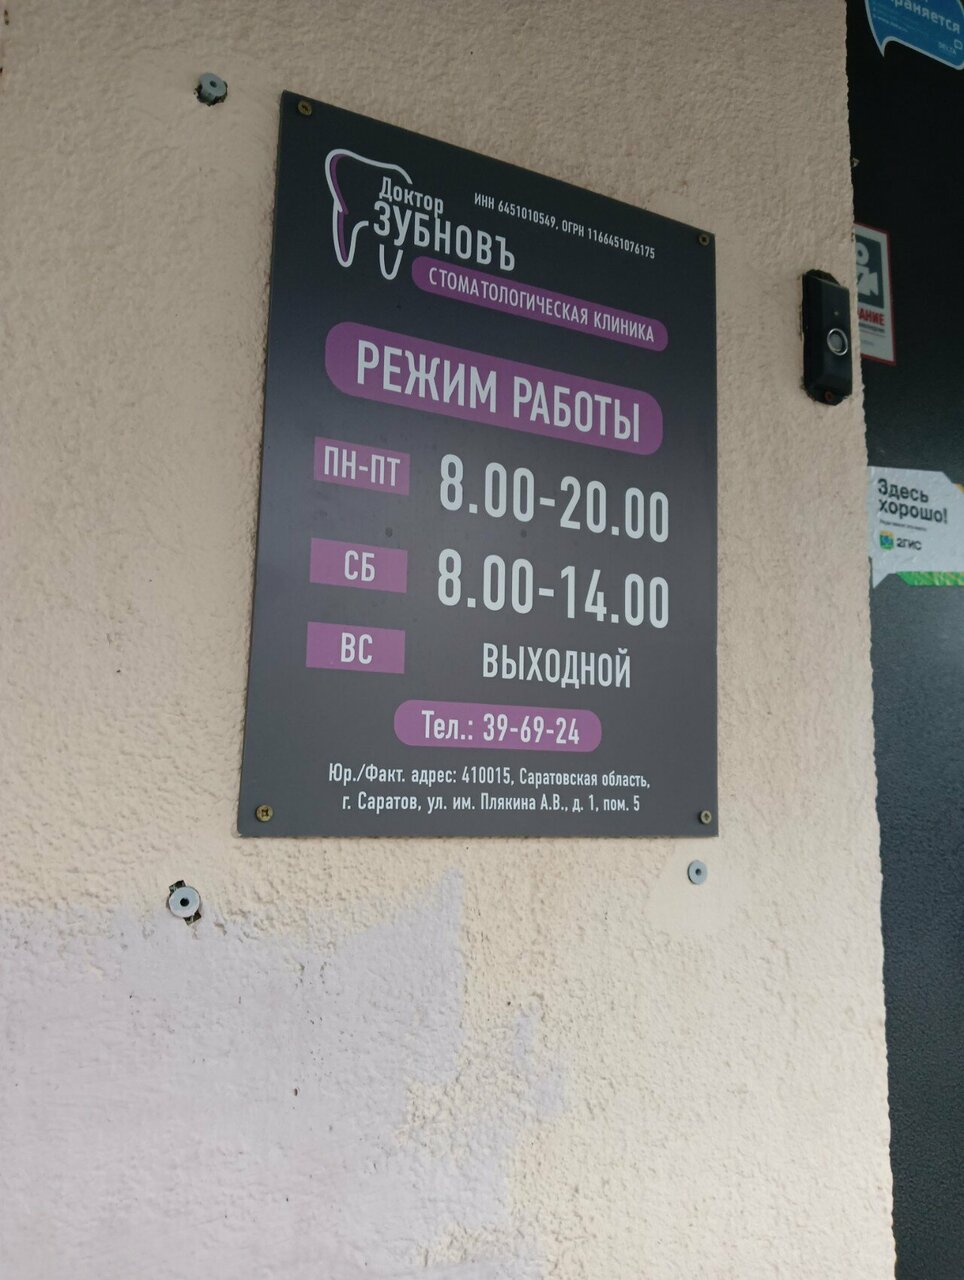 Доктор
ЗУБНОВЪ
ИНН 6451010549, ОГРН 1166451076175
СТОМАТОЛОГИЧЕСКАЯ КЛИНИКА
РЕЖИМ РАБОТЫ
ПН-ПТ 8.00-20.00
СБ 8.00-14.00
ВС ВЫХОДНОЙ
Тел.: 39-69-24
Юр./Факт. адрес: 410015, Саратовская область,
г. Саратов, ул. им. Плякина А.В., д. 1, пом. 5
Здесь
хорошо!
2ГИС